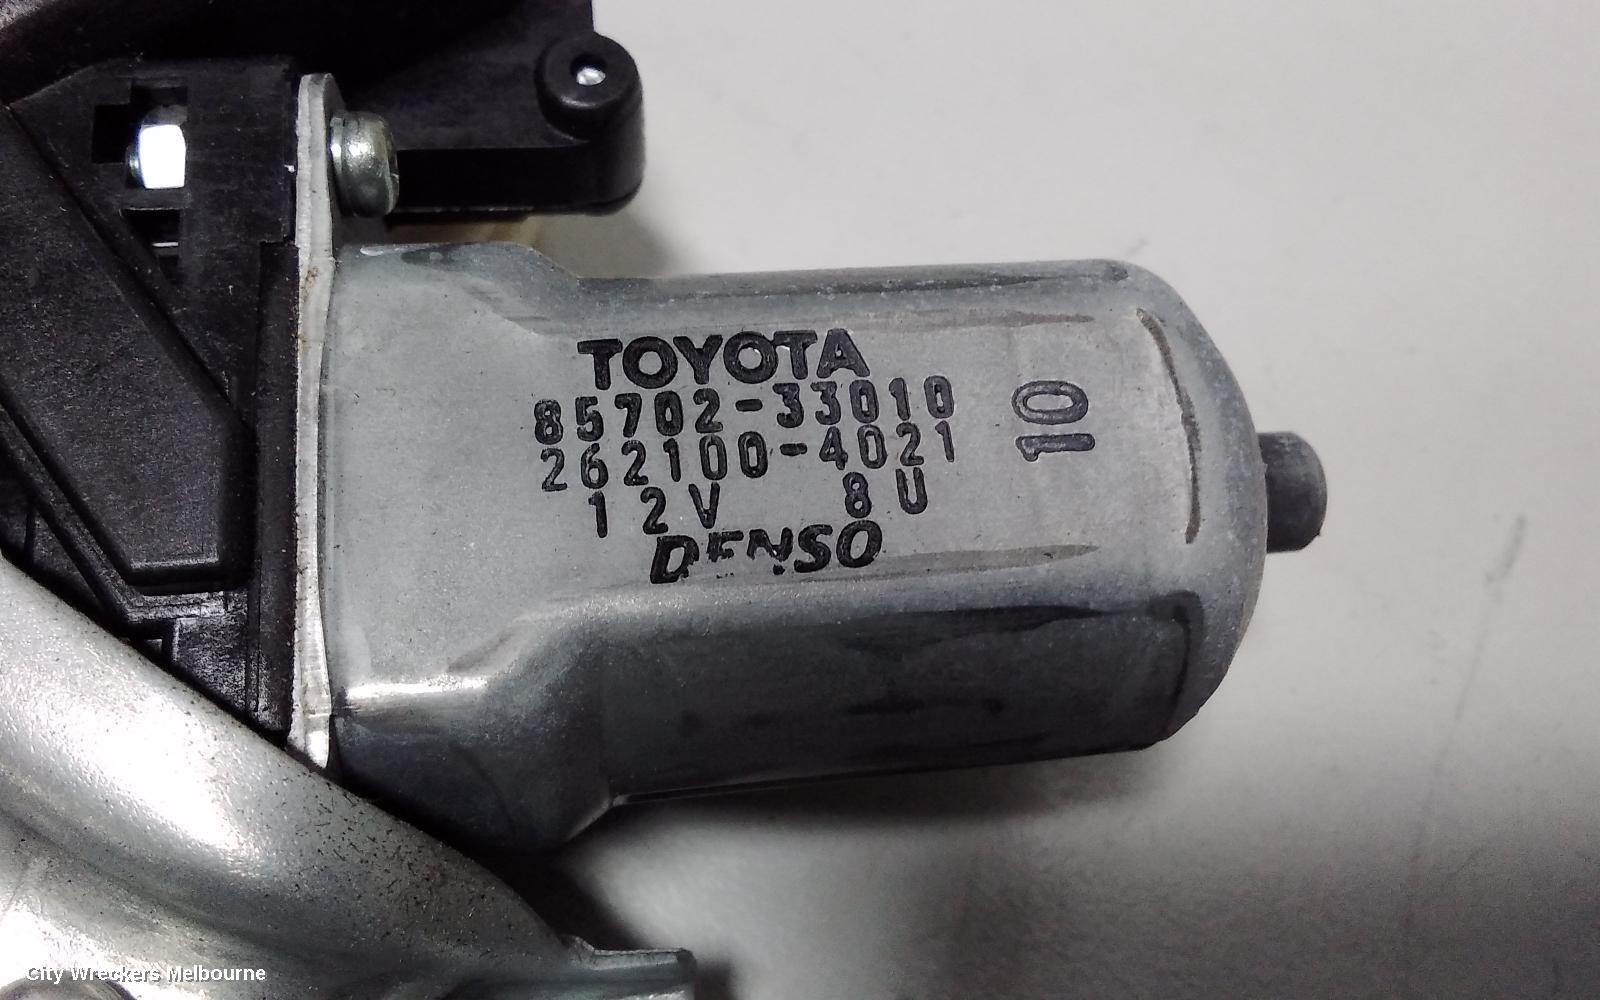 TOYOTA
85702-33010
262100-4021
12V 8U
DENSO
10
City Wreckers Melbourne